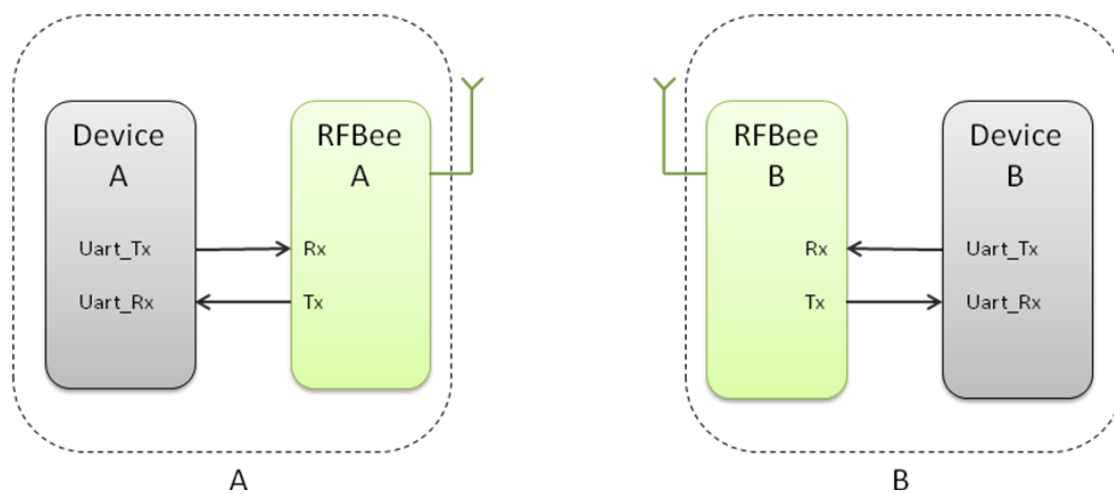 Device
A
Uart_Tx
Uart_Rx
RFBee
A
Rx
Tx
A
RFBee
B
Rx
Tx
Device
B
Uart_Tx
Uart_Rx
B